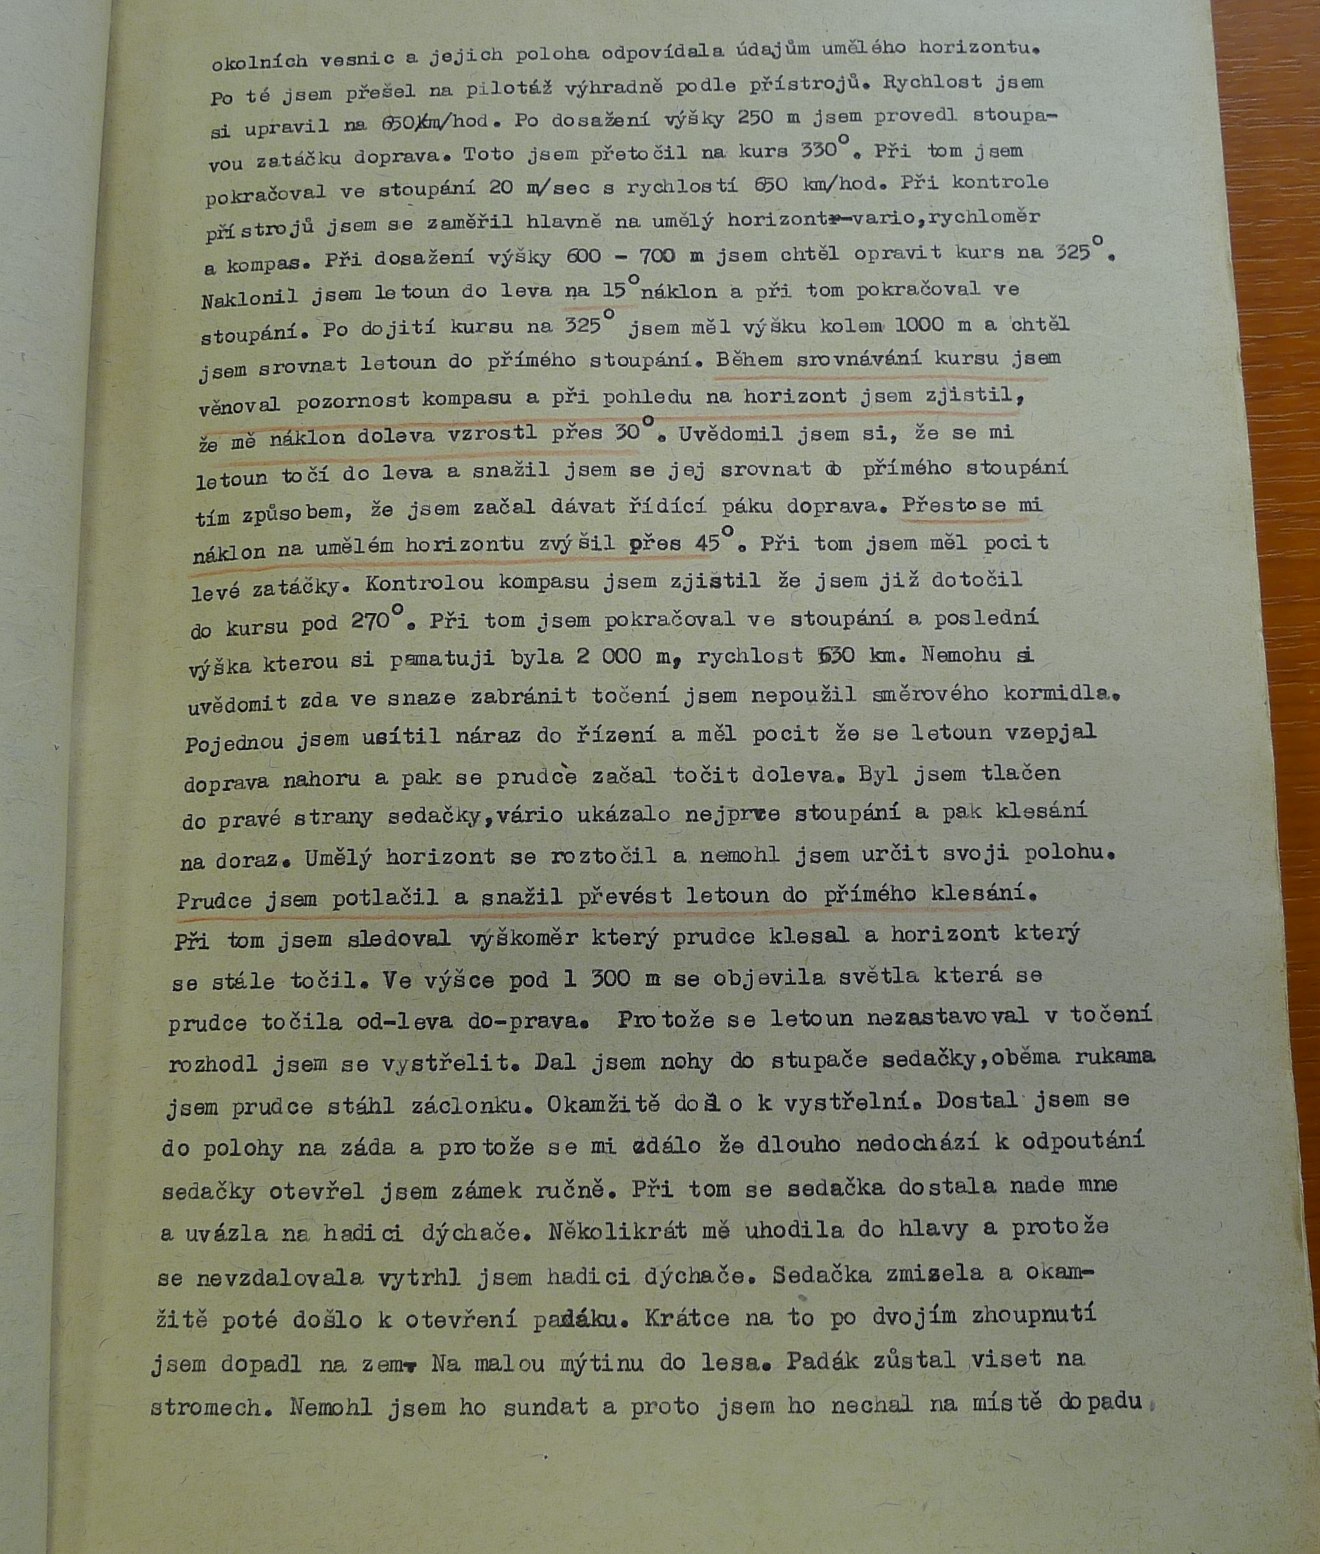 okolních vesnic a jejich poloha odpovídala údajům umělého horizontu.
Po té jsem přešel na pilotáž výhradně podle přístrojů. Rychlost jsem
si upravil na 650 km/hod. Po dosažení výšky 250 m jsem provedl stoupa-
vou zatáčku doprava. Toto jsem přetočil na kurs 330°. Při tom jsem
pokračoval ve stoupání 20 m/sec s rychlostí 650 km/hod. Při kontrole
přístrojů jsem se zaměřil hlavně na umělý horizont-vario,rychloměr
a kompas. Při dosažení výšky 600 - 700 m jsem chtěl opravit kurs na 325°.
Naklonil jsem letoun do leva na 15° náklon a při tom pokračoval ve
stoupání. Po dojití kursu na 325° jsem měl výšku kolem 1000 m a chtěl
jsem srovnat letoun do přímého stoupání. Během srovnávání kursu jsem
věnoval pozornost kompasu a při pohledu na horizont jsem zjistil,
že mě náklon doleva vzrostl přes 30°. Uvědomil jsem si, že se mi
letoun točí do leva a snažil jsem se jej srovnat do přímého stoupání
tím způsobem, že jsem začal dávat řídící páku doprava. Přesto se mi
náklon na umělém horizontu zvýšil přes 45°. Při tom jsem měl pocit
levé zatáčky. Kontrolou kompasu jsem zjistil že jsem již dotočil
do kursu pod 270°. Při tom jsem pokračoval ve stoupání a poslední
výška kterou si pamatuji byla 2 000 m, rychlost 630 km. Nemohu si
uvědomit zda ve snaze zabránit točení jsem nepoužil směrového kormidla.
Pojednou jsem usítil náraz do řízení a měl pocit že se letoun vzepjal
doprava nahoru a pak se prudce začal točit doleva. Byl jsem tlačen
do pravé strany sedačky,vário ukázalo nejprve stoupání a pak klesání
na doraz. Umělý horizont se roztočil a nemohl jsem určit svoji polohu.
Prudce jsem potlačil a snažil převést letoun do přímého klesání.
Při tom jsem sledoval výškoměr který prudce klesal a horizont který
se stále točil. Ve výšce pod 1 300 m se objevila světla která se
prudce točila od-leva do-prava. Protože se letoun nezastavoval v točení
rozhodl jsem se vystřelit. Dal jsem nohy do stupače sedačky,oběma rukama
jsem prudce stáhl záclonku. Okamžitě došlo k vystřelní. Dostal jsem se
do polohy na záda a protože se mi zdálo že dlouho nedochází k odpoutání
sedačky otevřel jsem zámek ručně. Při tom se sedačka dostala nade mne
a uvázla na hadici dýchače. Několikrát mě uhodila do hlavy a protože
se nevzdalovala vytrhl jsem hadici dýchače. Sedačka zmizela a okam-
žitě poté došlo k otevření padáku. Krátce na to po dvojím zhoupnutí
jsem dopadl na zem. Na malou mýtinu do lesa. Padák zůstal viset na
stromech. Nemohl jsem ho sundat a proto jsem ho nechal na místě dopadu.